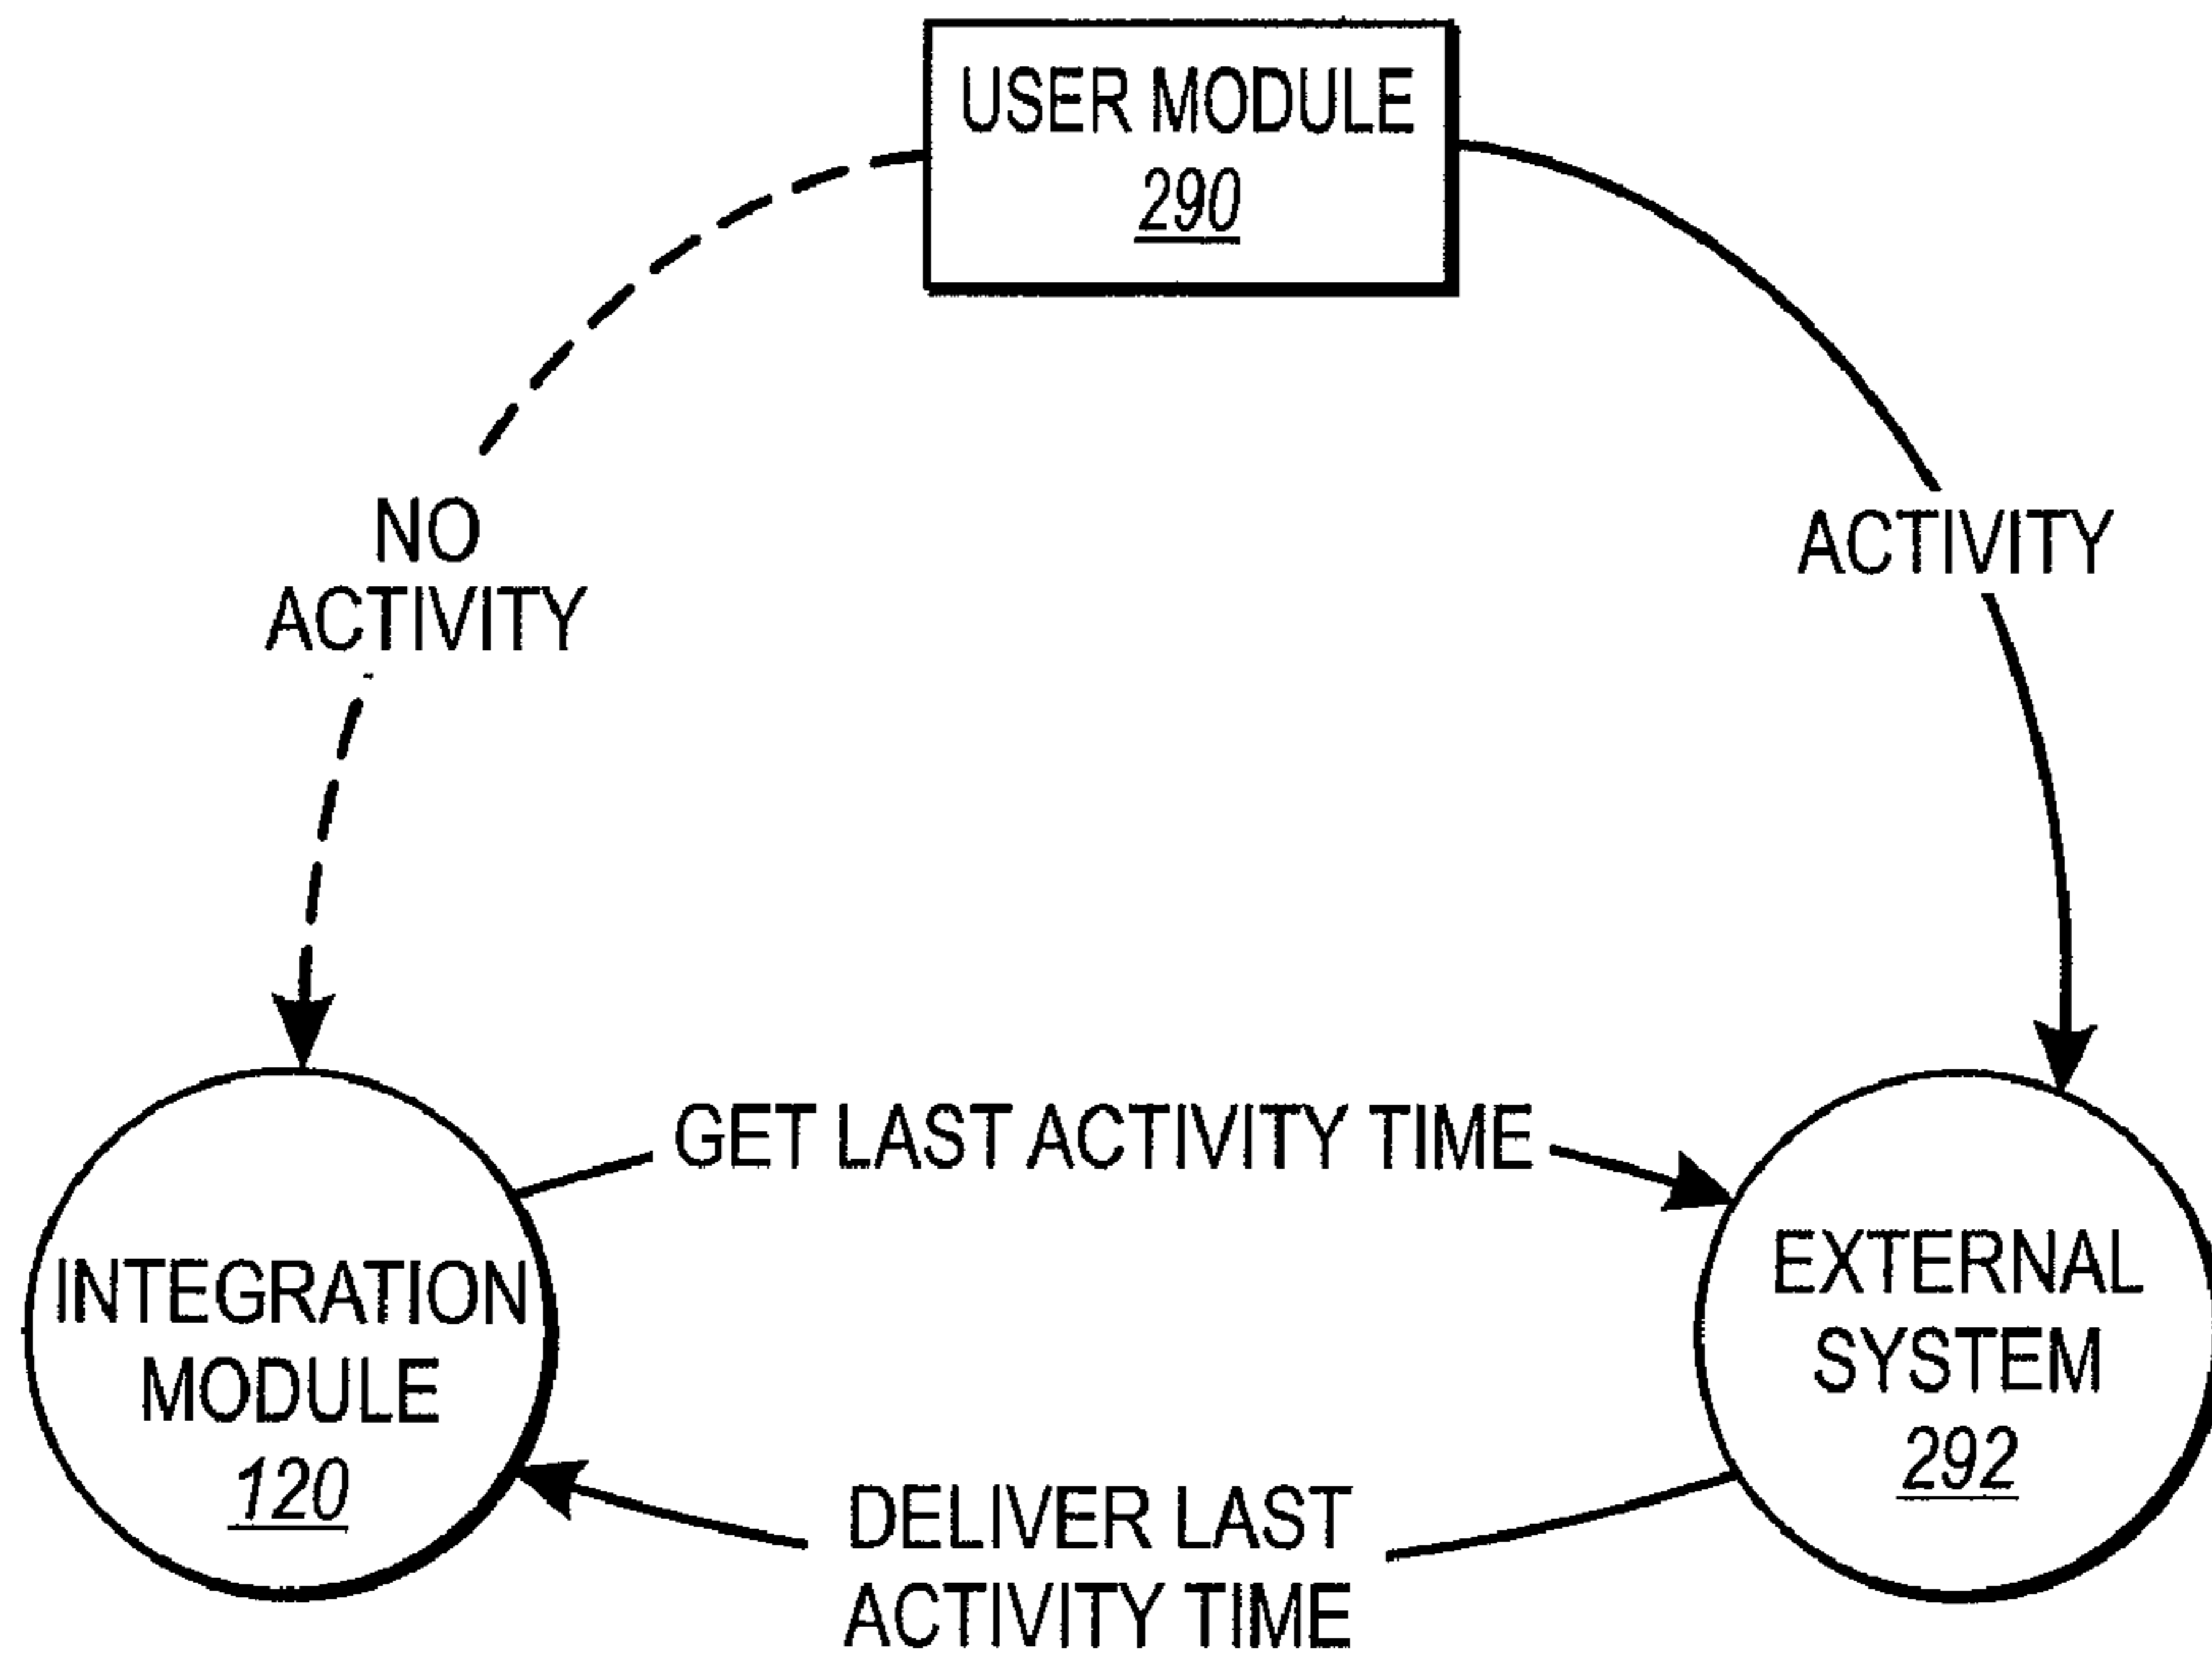 USER MODULE
290
NO
ACTIVITY
ACTIVITY
GET LAST ACTIVITY TIME
INTEGRATION
MODULE
120
EXTERNAL
SYSTEM
292
DELIVER LAST
ACTIVITY TIME